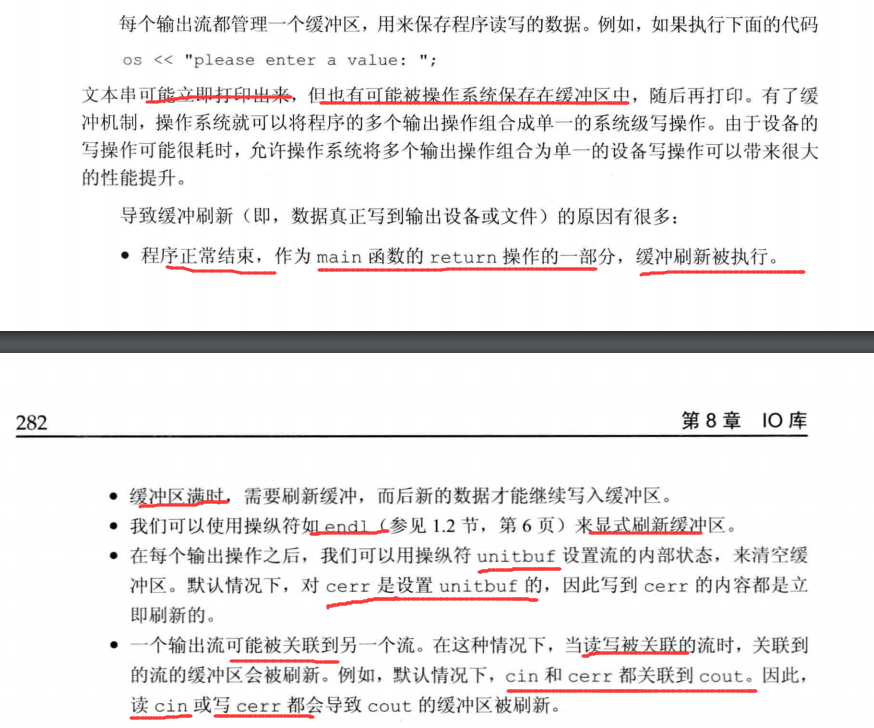 每个输出流都管理一个缓冲区，用来保存程序读写的数据。例如，如果执行下面的代码
os << "please enter a value: ";
文本串可能立即打印出来，但也有可能被操作系统保存在缓冲区中，随后再打印。有了缓
冲机制，操作系统就可以将程序的多个输出操作组合成单一的系统级写操作。由于设备的
写操作可能很耗时，允许操作系统将多个输出操作组合为单一的设备写操作可以带来很大
的性能提升。
导致缓冲刷新（即，数据真正写到输出设备或文件）的原因有很多：
• 程序正常结束，作为 main 函数的 return 操作的一部分，缓冲刷新被执行。
282
第 8 章 IO 库
• 缓冲区满时，需要刷新缓冲，而后新的数据才能继续写入缓冲区。
• 我们可以使用操纵符如 endl（参见 1.2 节，第 6 页）来显式刷新缓冲区。
• 在每个输出操作之后，我们可以用操纵符 unitbuf 设置流的内部状态，来清空缓
冲区。默认情况下，对 cerr 是设置 unitbuf 的，因此写到 cerr 的内容都是立
即刷新的。
• 一个输出流可能被关联到另一个流。在这种情况下，当读写被关联的流时，关联到
的流的缓冲区会被刷新。例如，默认情况下，cin 和 cerr 都关联到 cout。因此，
读 cin 或写 cerr 都会导致 cout 的缓冲区被刷新。